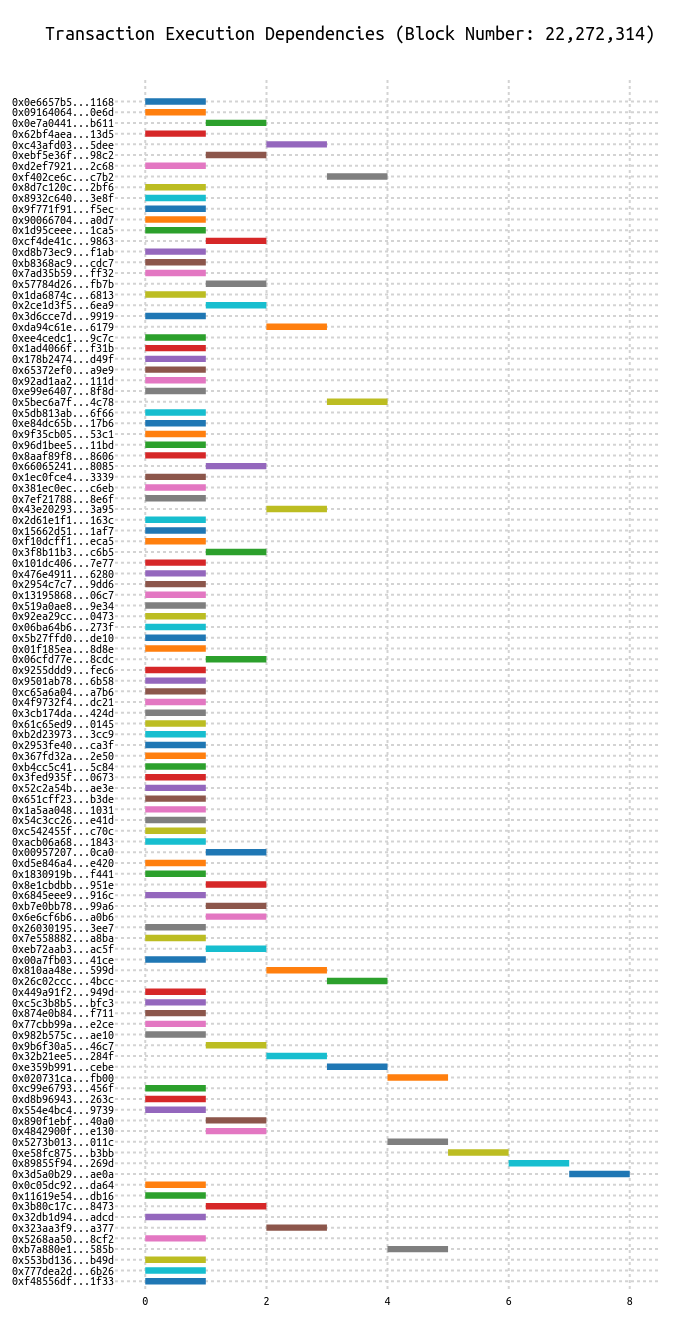 Transaction Execution Dependencies (Block Number: 22,272,314)
0x0e6657b5...1168
0x09164064...0e6d
0x0e7a0441...b611
0x62bf4aea...13d5
0xc43afd03...5dee
0xebf5e36f...98c2
0xd2ef7921...2c68
0xf402ce6c...c7b2
0x8d7c120c...2bf6
0x8932c640...3e8f
0x9f771f91...f5ec
0x90066704...a0d7
0x1d95ceee...1ca5
0xcf4de41c...9863
0xd8b73ec9...f1ab
0xb8368ac9...cdc7
0x7ad35b59...ff32
0x57784d26...fb7b
0x1da6874c...6813
0x2ce1d3f5...6ea9
0x3d6cce7d...9919
0xda94c61e...6179
0xee4cedc1...9c7c
0x1ad4066f...f31b
0x178b2474...d49f
0x65372ef0...a9e9
0x92ad1aa2...111d
0xe99e6407...8f8d
0x5bec6a7f...4c78
0x5db813ab...6f66
0xe84dc65b...17b6
0x9f35cb05...53c1
0x96d1bee5...11bd
0x8aaf89f8...8606
0x66065241...8085
0x1ec0fce4...3339
0x381ec0ec...c6eb
0x7ef21788...8e6f
0x43e20293...3a95
0x2d61e1f1...163c
0x15662d51...1af7
0xf10dcff1...eca5
0x3f8b11b3...c6b5
0x101dc406...7e77
0x476e4911...6280
0x2954c7c7...9dd6
0x13195868...06c7
0x519a0ae8...9e34
0x92ea29cc...0473
0x06ba64b6...273f
0x5b27ffd0...de10
0x01f185ea...8d8e
0x06cfd77e...8cdc
0x9255ddd9...fec6
0x9501ab78...6b58
0xc65a6a04...a7b6
0x4f9732f4...dc21
0x3cb174da...424d
0x61c65ed9...0145
0xb2d23973...3cc9
0x2953fe40...ca3f
0x367fd32a...2e50
0xb4cc5c41...5c84
0x3fed935f...0673
0x52c2a54b...ae3e
0x651cff23...b3de
0x1a5aa048...1031
0x54c3cc26...e41d
0xc542455f...c70c
0xacb06a68...1843
0x00957207...0ca0
0xd5e846a4...e420
0x1830919b...f441
0x8e1cbdbb...951e
0x6845eee9...916c
0xb7e0bb78...99a6
0x6e6cf6b6...a0b6
0x26030195...3ee7
0x7e558882...a8ba
0xeb72aab3...ac5f
0x00a7fb03...41ce
0x810aa48e...599d
0x26c02ccc...4bcc
0x449a91f2...949d
0xc5c3b8b5...bfc3
0x874e0b84...f711
0x77cbb99a...e2ce
0x982b575c...ae10
0x9b6f30a5...46c7
0x32b21ee5...284f
0xe359b991...cebe
0x020731ca...fb00
0xc99e6793...456f
0xd8b96943...263c
0x554e4bc4...9739
0x890f1ebf...40a0
0x4842900f...e130
0x5273b013...011c
0xe58fc875...b3bb
0x89855f94...269d
0x3d5a0b29...ae0a
0x0c05dc92...da64
0x11619e54...db16
0x3b80c17c...8473
0x32db1d94...adcd
0x323aa3f9...a377
0x5268aa50...8cf2
0xb7a880e1...585b
0x553bd136...b49d
0x777dea2d...6b26
0xf48556df...1f33
0 2 4 6 8